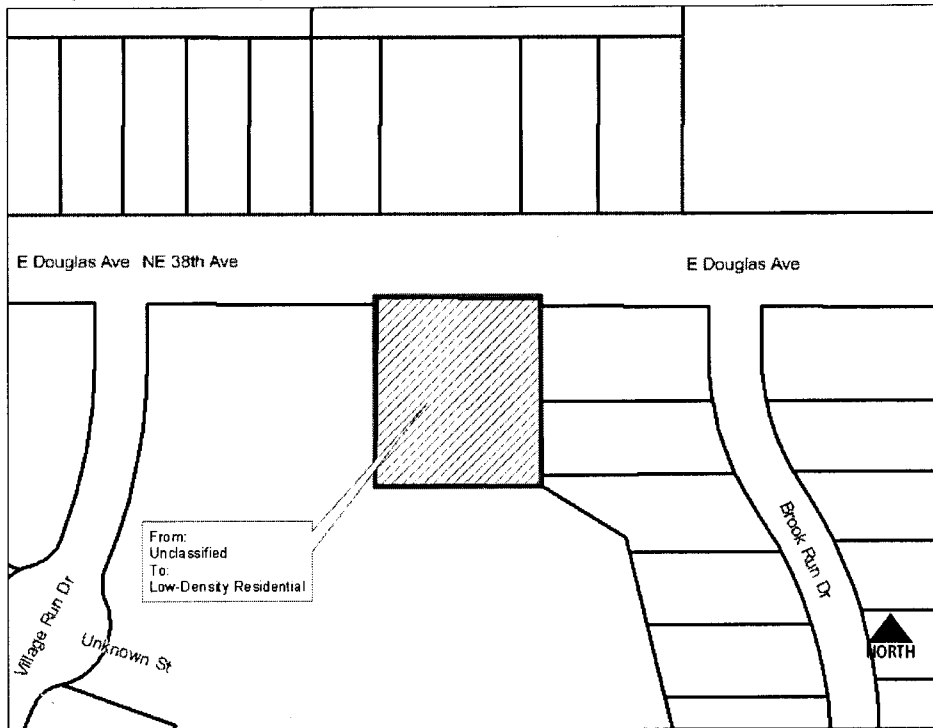 E Douglas Ave NE 38th Ave
E Douglas Ave
From:
Unclassified
To:
Low-Density Residential
Brook Run Dr
Village Run Dr
Unknown St
NORTH